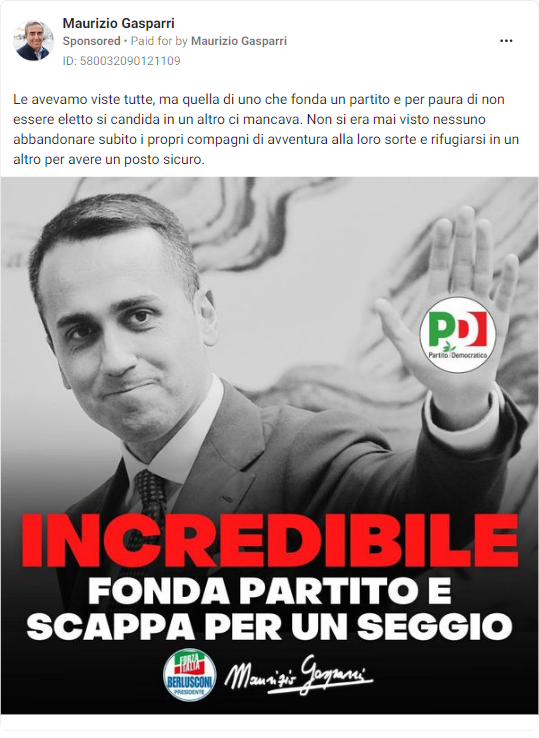 Maurizio Gasparri
Sponsored • Paid for by Maurizio Gasparri
ID: 580032090121109
Le avevamo viste tutte, ma quella di uno che fonda un partito e per paura di non
essere eletto si candida in un altro ci mancava. Non si era mai visto nessuno
abbandonare subito i propri compagni di avventura alla loro sorte e rifugiarsi in un
altro per avere un posto sicuro.
PD
Partito Democratico
INCREDIBILE
FONDA PARTITO E
SCAPPA PER UN SEGGIO
FORZA
ITALIA
BERLUSCONI
PRESIDENTE
Maurizio Gasparri